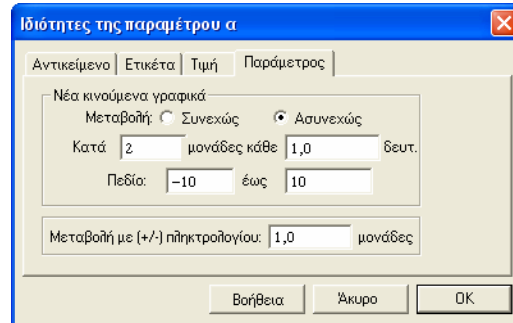 Ιδιότητες της παραμέτρου α
Αντικείμενο Ετικέτα Τιμή Παράμετρος
Νέα κινούμενα γραφικά
Μεταβολή: Συνεχώς Ασυνεχώς
Κατά 2 μονάδες κάθε 1,0 δευτ.
Πεδίο: −10 έως 10
Μεταβολή με (+/-) πληκτρολογίου: 1,0 μονάδες
Βοήθεια Άκυρο OK